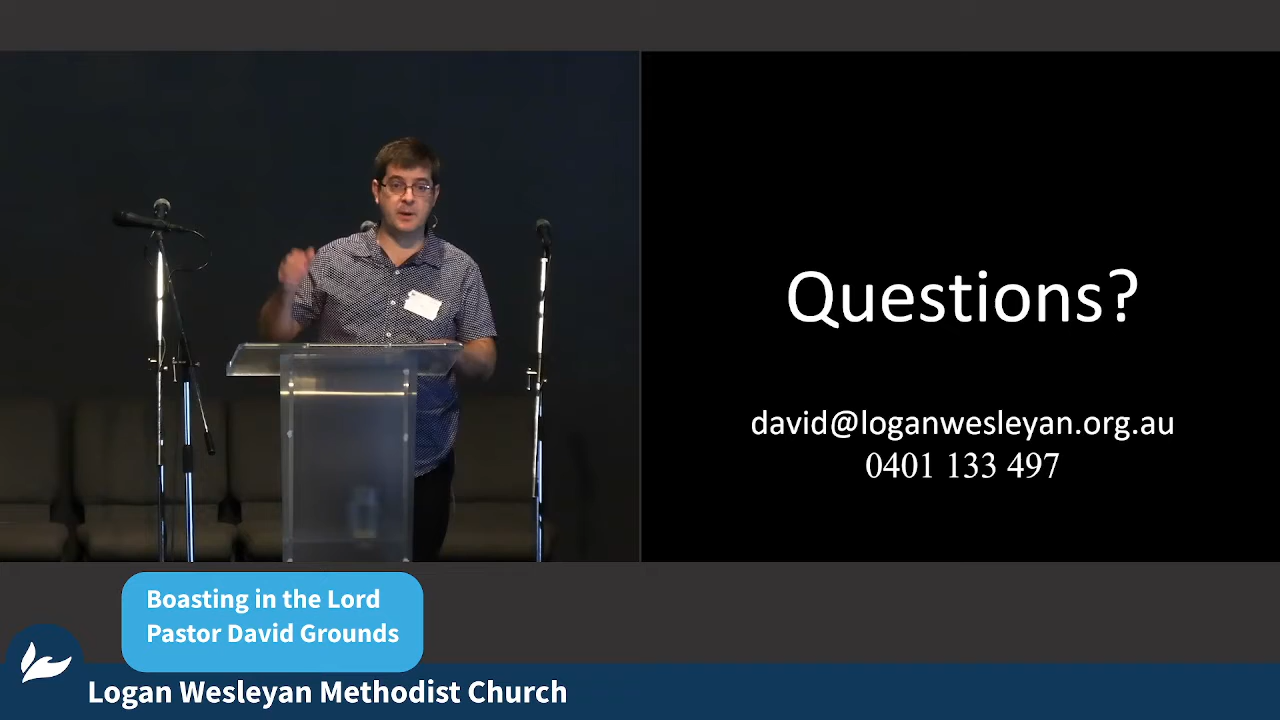 Questions?
david@loganwesleyan.org.au
0401 133 497
Boasting in the Lord
Pastor David Grounds
Logan Wesleyan Methodist Church